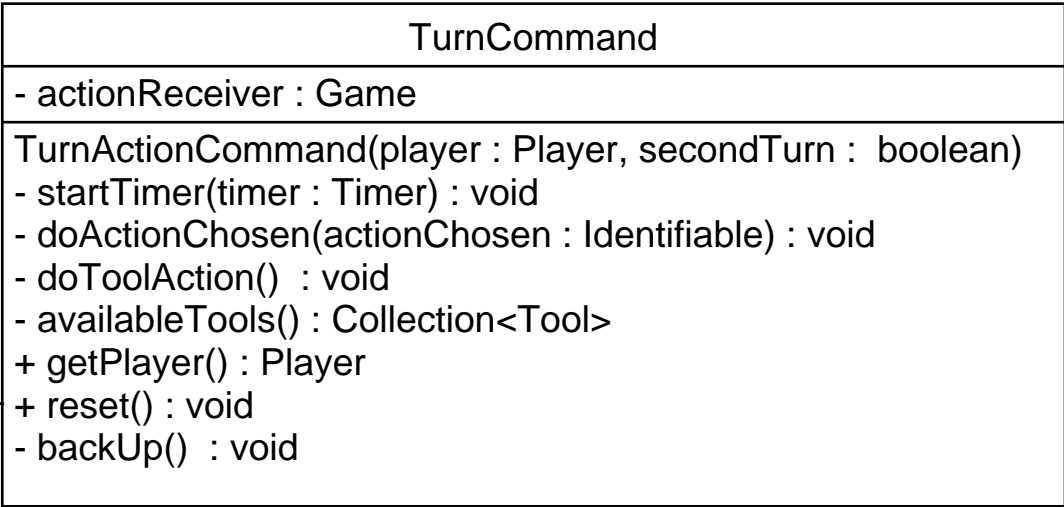 TurnCommand
- actionReceiver : Game
TurnActionCommand(player : Player, secondTurn :  boolean)
- startTimer(timer : Timer) : void
- doActionChosen(actionChosen : Identifiable) : void
- doToolAction()  : void
- availableTools() : Collection<Tool>
+ getPlayer() : Player
+ reset() : void
- backUp()  : void